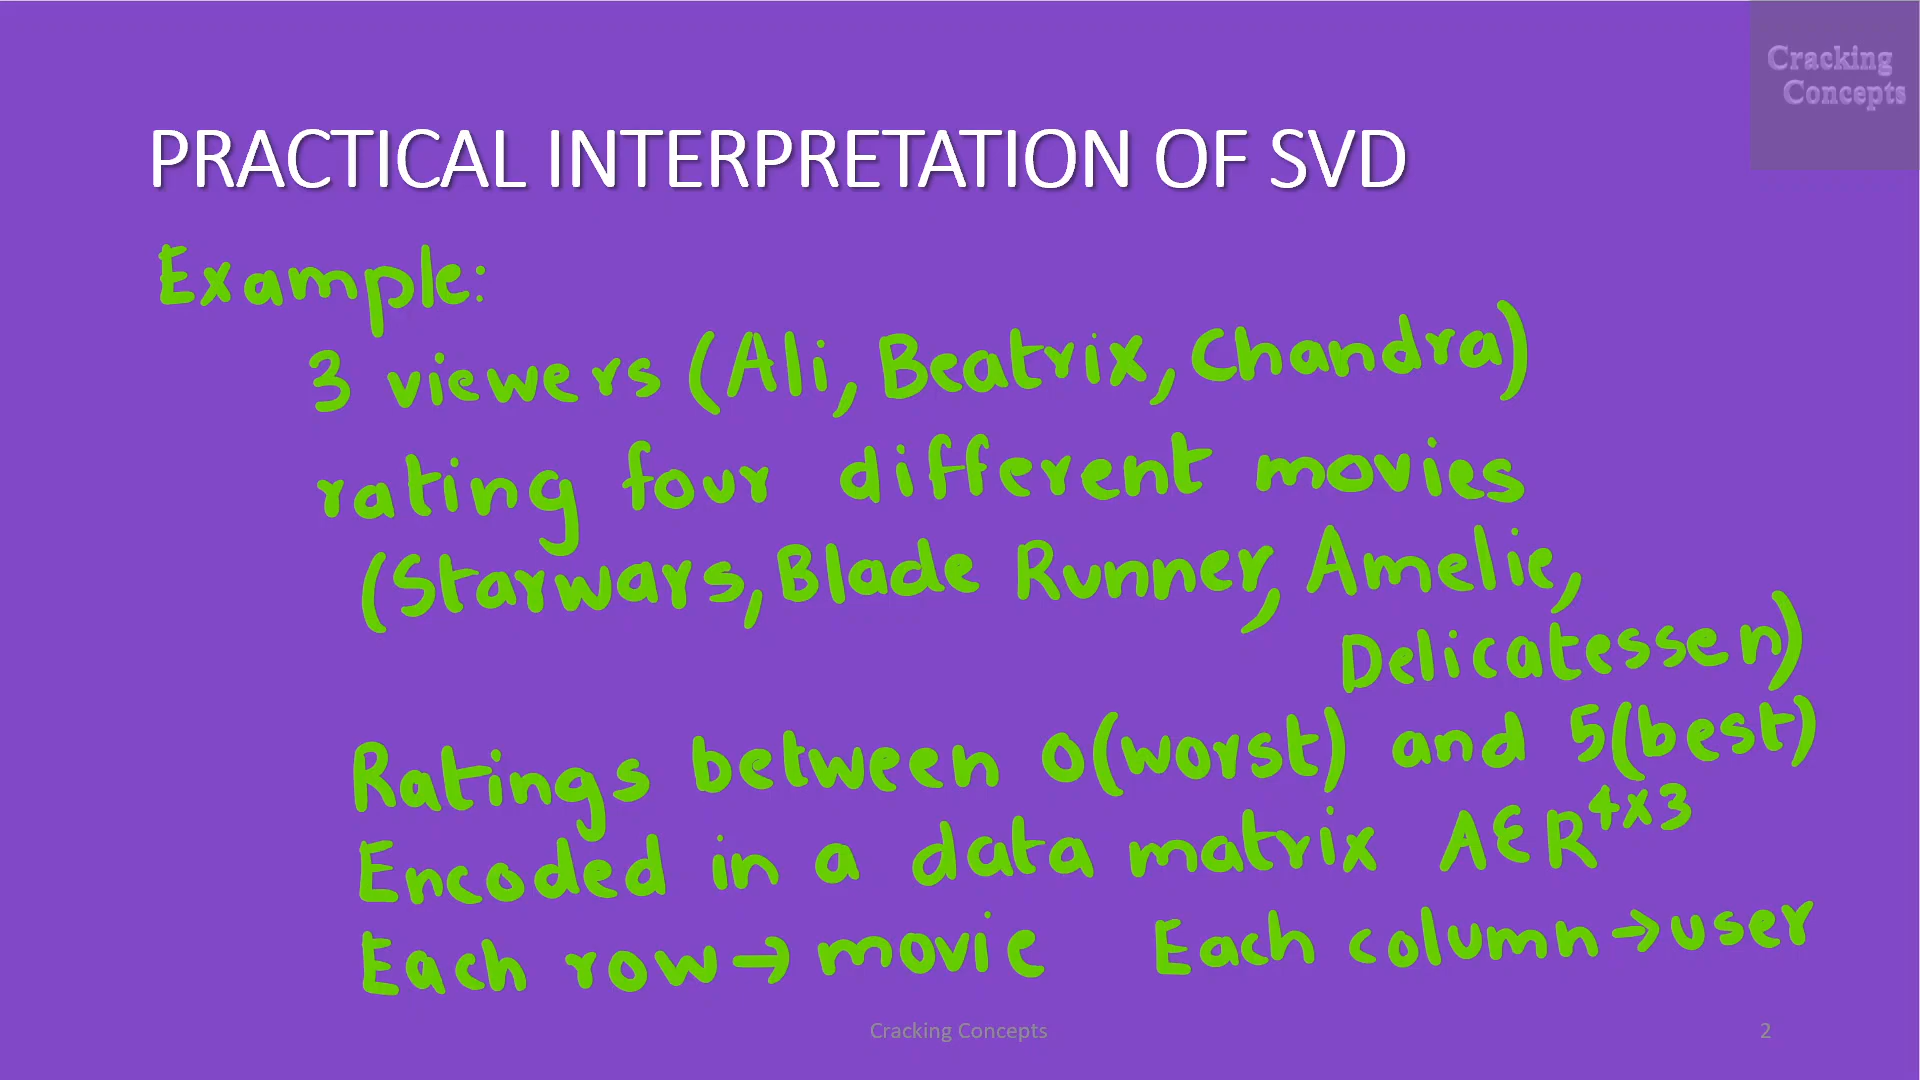 Cracking
Concepts
PRACTICAL INTERPRETATION OF SVD
Example:
3 viewers (Ali, Beatrix, Chandra)
rating four different movies
(Starwars, Blade Runner, Amelie,
Delicatessen)
Ratings between 0(worst) and 5(best)
Encoded in a data matrix A∈R^4×3
Each row→movie Each column→user
Cracking Concepts 2